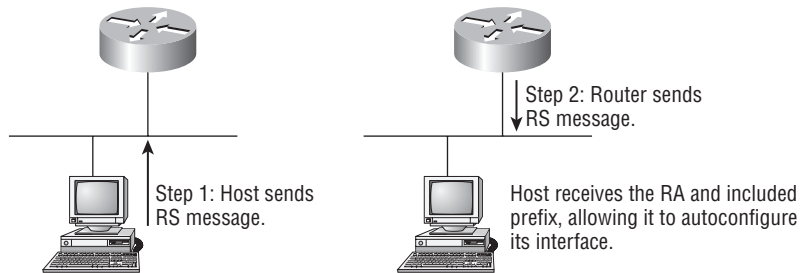 Step 1: Host sends
RS message.
Step 2: Router sends
RS message.
Host receives the RA and included
prefix, allowing it to autoconfigure
its interface.